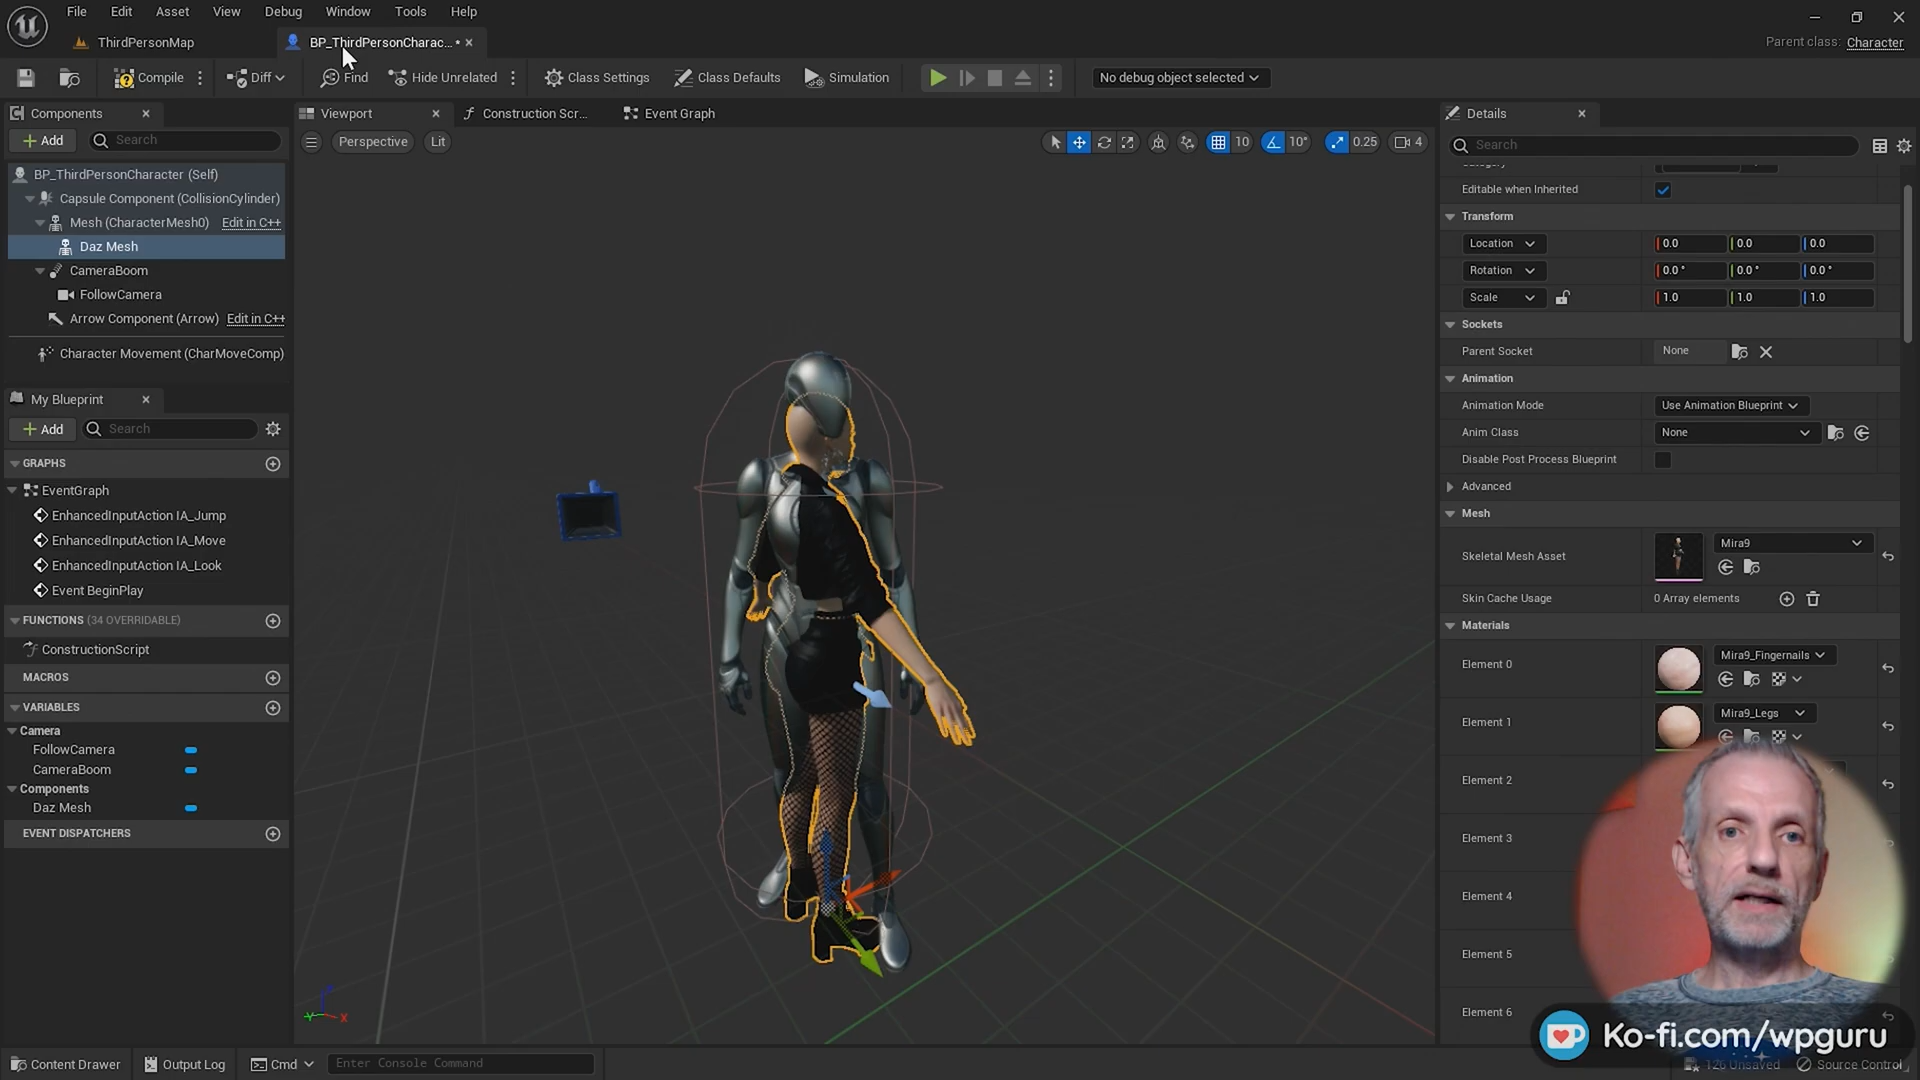 File Edit Asset View Debug Window Tools Help
ThirdPersonMap
BP_ThirdPersonCharac... •
Parent class: Character
Compile
Diff
Find
Hide Unrelated
Class Settings
Class Defaults
Simulation
No debug object selected
Components
Add
Search
BP_ThirdPersonCharacter (Self)
Capsule Component (CollisionCylinder)
Mesh (CharacterMesh0) Edit in C++
Daz Mesh
CameraBoom
FollowCamera
Arrow Component (Arrow) Edit in C++
Character Movement (CharMoveComp)
My Blueprint
Add
Search
GRAPHS
EventGraph
EnhancedInputAction IA_Jump
EnhancedInputAction IA_Move
EnhancedInputAction IA_Look
Event BeginPlay
FUNCTIONS (34 OVERRIDABLE)
ConstructionScript
MACROS
VARIABLES
Camera
FollowCamera
CameraBoom
Components
Daz Mesh
EVENT DISPATCHERS
Viewport
Construction Scr...
Event Graph
Perspective
Lit
10
10°
0.25
4
Details
Search
Editable when Inherited
Transform
Location 0.0 0.0 0.0
Rotation 0.0° 0.0° 0.0°
Scale 1.0 1.0 1.0
Sockets
Parent Socket None
Animation
Animation Mode Use Animation Blueprint
Anim Class None
Disable Post Process Blueprint
Advanced
Mesh
Skeletal Mesh Asset Mira9
Skin Cache Usage 0 Array elements
Materials
Element 0 Mira9_Fingernails
Element 1 Mira9_Legs
Element 2
Element 3
Element 4
Element 5
Element 6
Ko-fi.com/wpguru
Content Drawer
Output Log
Cmd
Enter Console Command
126 Unsaved
Source Control